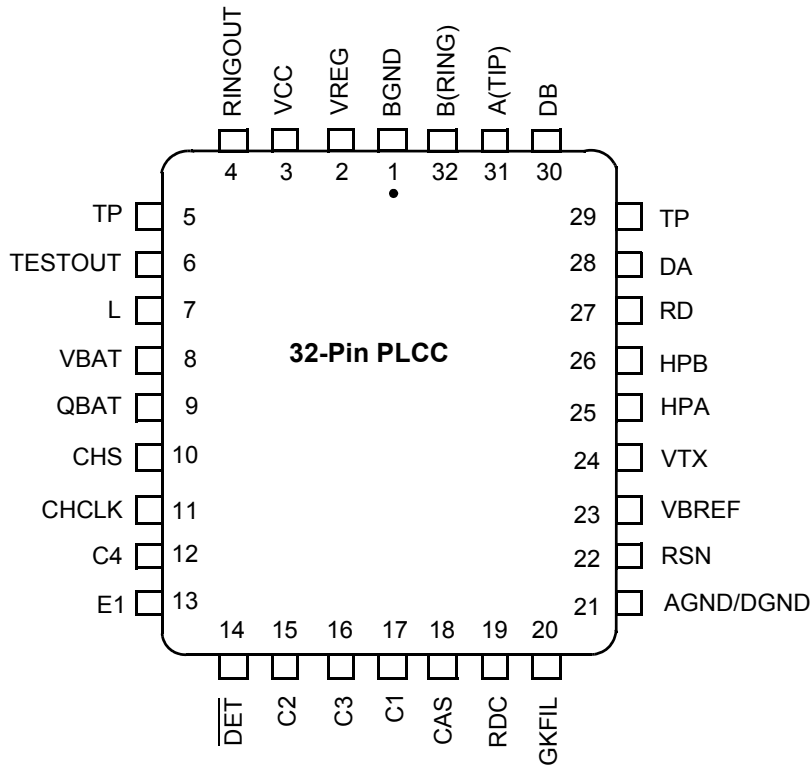 RINGOUT
VCC
VREG
BGND
B(RING)
A(TIP)
DB
4 3 2 1 32 31 30
TP 5
TESTOUT 6
L 7
VBAT 8
QBAT 9
CHS 10
CHCLK 11
C4 12
E1 13
32-Pin PLCC
29 TP
28 DA
27 RD
26 HPB
25 HPA
24 VTX
23 VBREF
22 RSN
21 AGND/DGND
14 15 16 17 18 19 20
DET
C2
C3
C1
CAS
RDC
GKFIL